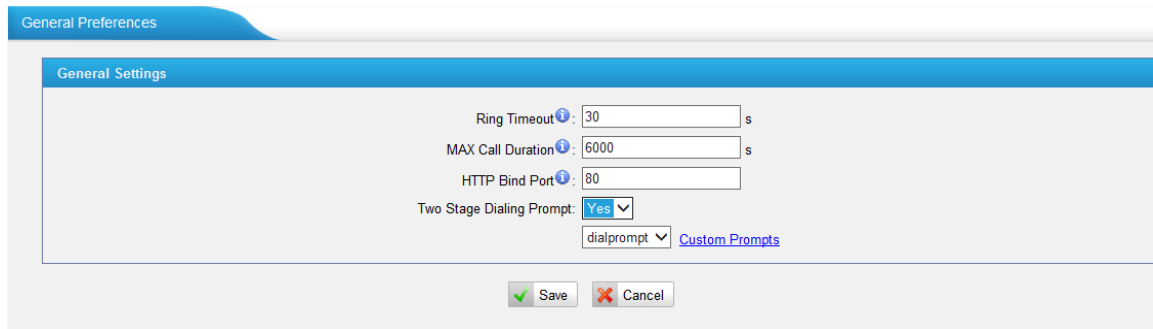 General Preferences
General Settings
Ring Timeout : 30 s
MAX Call Duration : 6000 s
HTTP Bind Port : 80
Two Stage Dialing Prompt: Yes
dialprompt Custom Prompts
Save Cancel